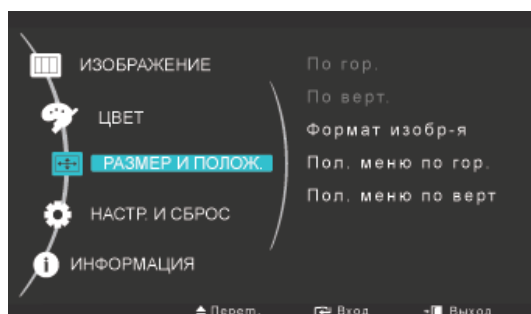 ИЗОБРАЖЕНИЕ
ЦВЕТ
РАЗМЕР И ПОЛОЖ.
НАСТР. И СБРОС
ИНФОРМАЦИЯ
По гор.
По верт.
Формат изобр-я
Пол. меню по гор.
Пол. меню по верт
Перем. Вход Выход